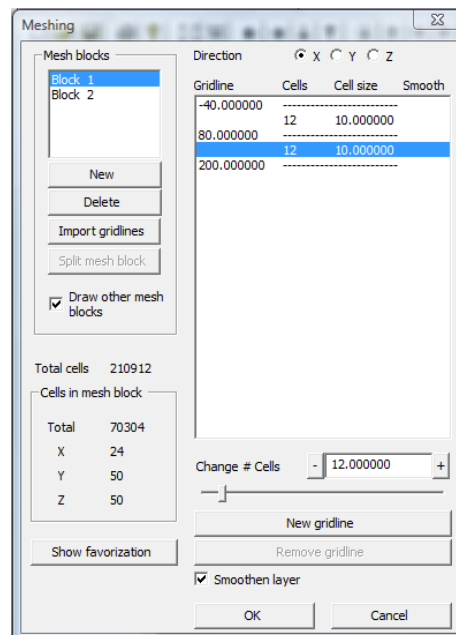 Meshing
Mesh blocks
Block 1
Block 2
New
Delete
Import gridlines
Split mesh block
Draw other mesh
blocks
Total cells 210912
Cells in mesh block
Total 70304
X 24
Y 50
Z 50
Show favorization
Direction X Y Z
Gridline Cells Cell size Smooth
-40.000000 -------------------------
12 10.000000
80.000000 -------------------------
12 10.000000
200.000000 -------------------------
Change # Cells - 12.000000 +
New gridline
Remove gridline
Smoothen layer
OK Cancel